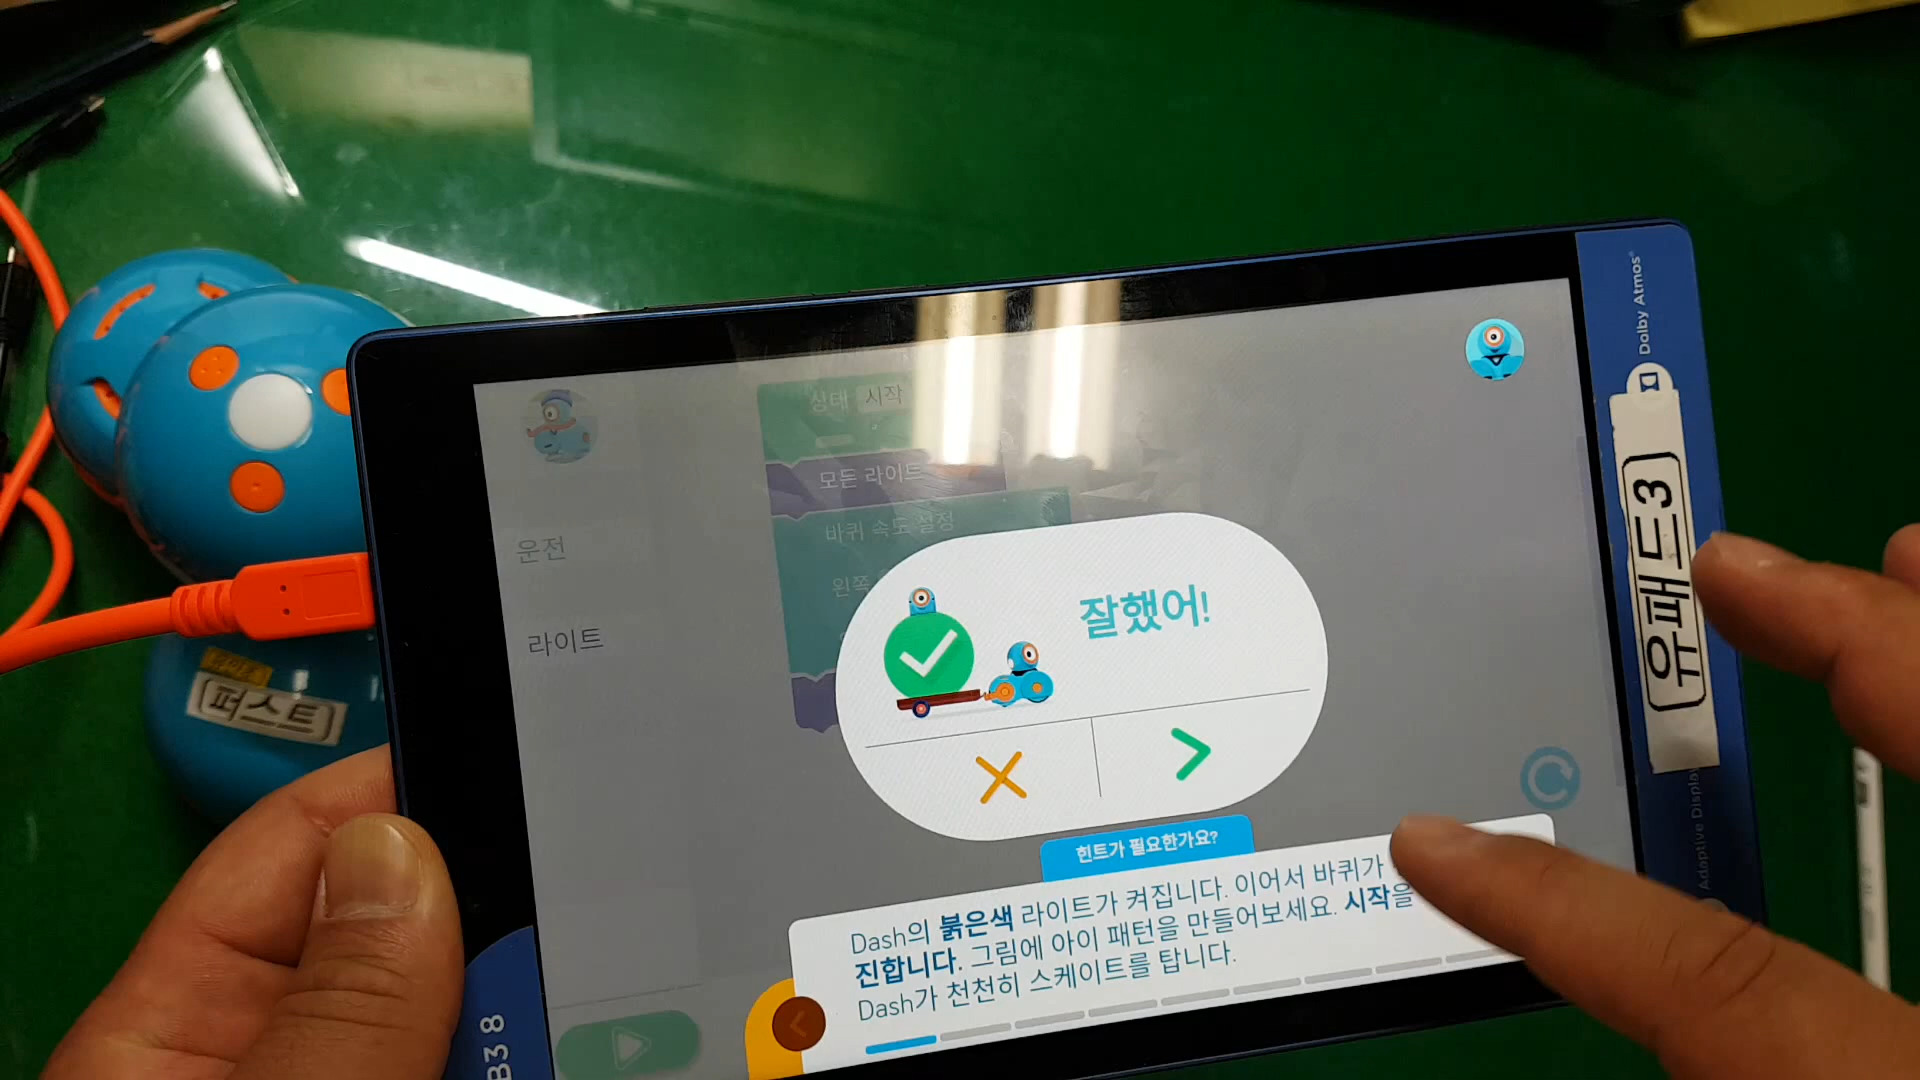 Dolby Atmos®
유패드3
Adaptive Display
B3 8
퍼스트
상태 시작
모든 라이트
바퀴 속도 설정
왼쪽
운전
라이트
잘했어!
힌트가 필요한가요?
Dash의 붉은색 라이트가 켜집니다. 이어서 바퀴가
진합니다. 그림에 아이 패턴을 만들어보세요. 시작을
Dash가 천천히 스케이트를 탑니다.